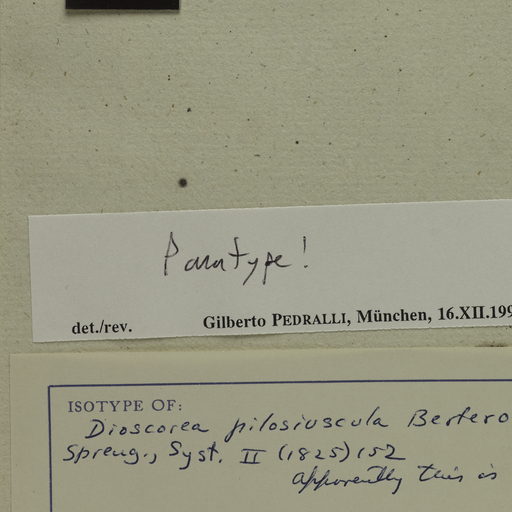 Paratype!
det./rev. Gilberto PEDRALLI, München, 16.XII.199
ISOTYPE OF:
Dioscorea pilosiuscula Bertero
Spreng., Syst. II (1825) 152
apparently this is